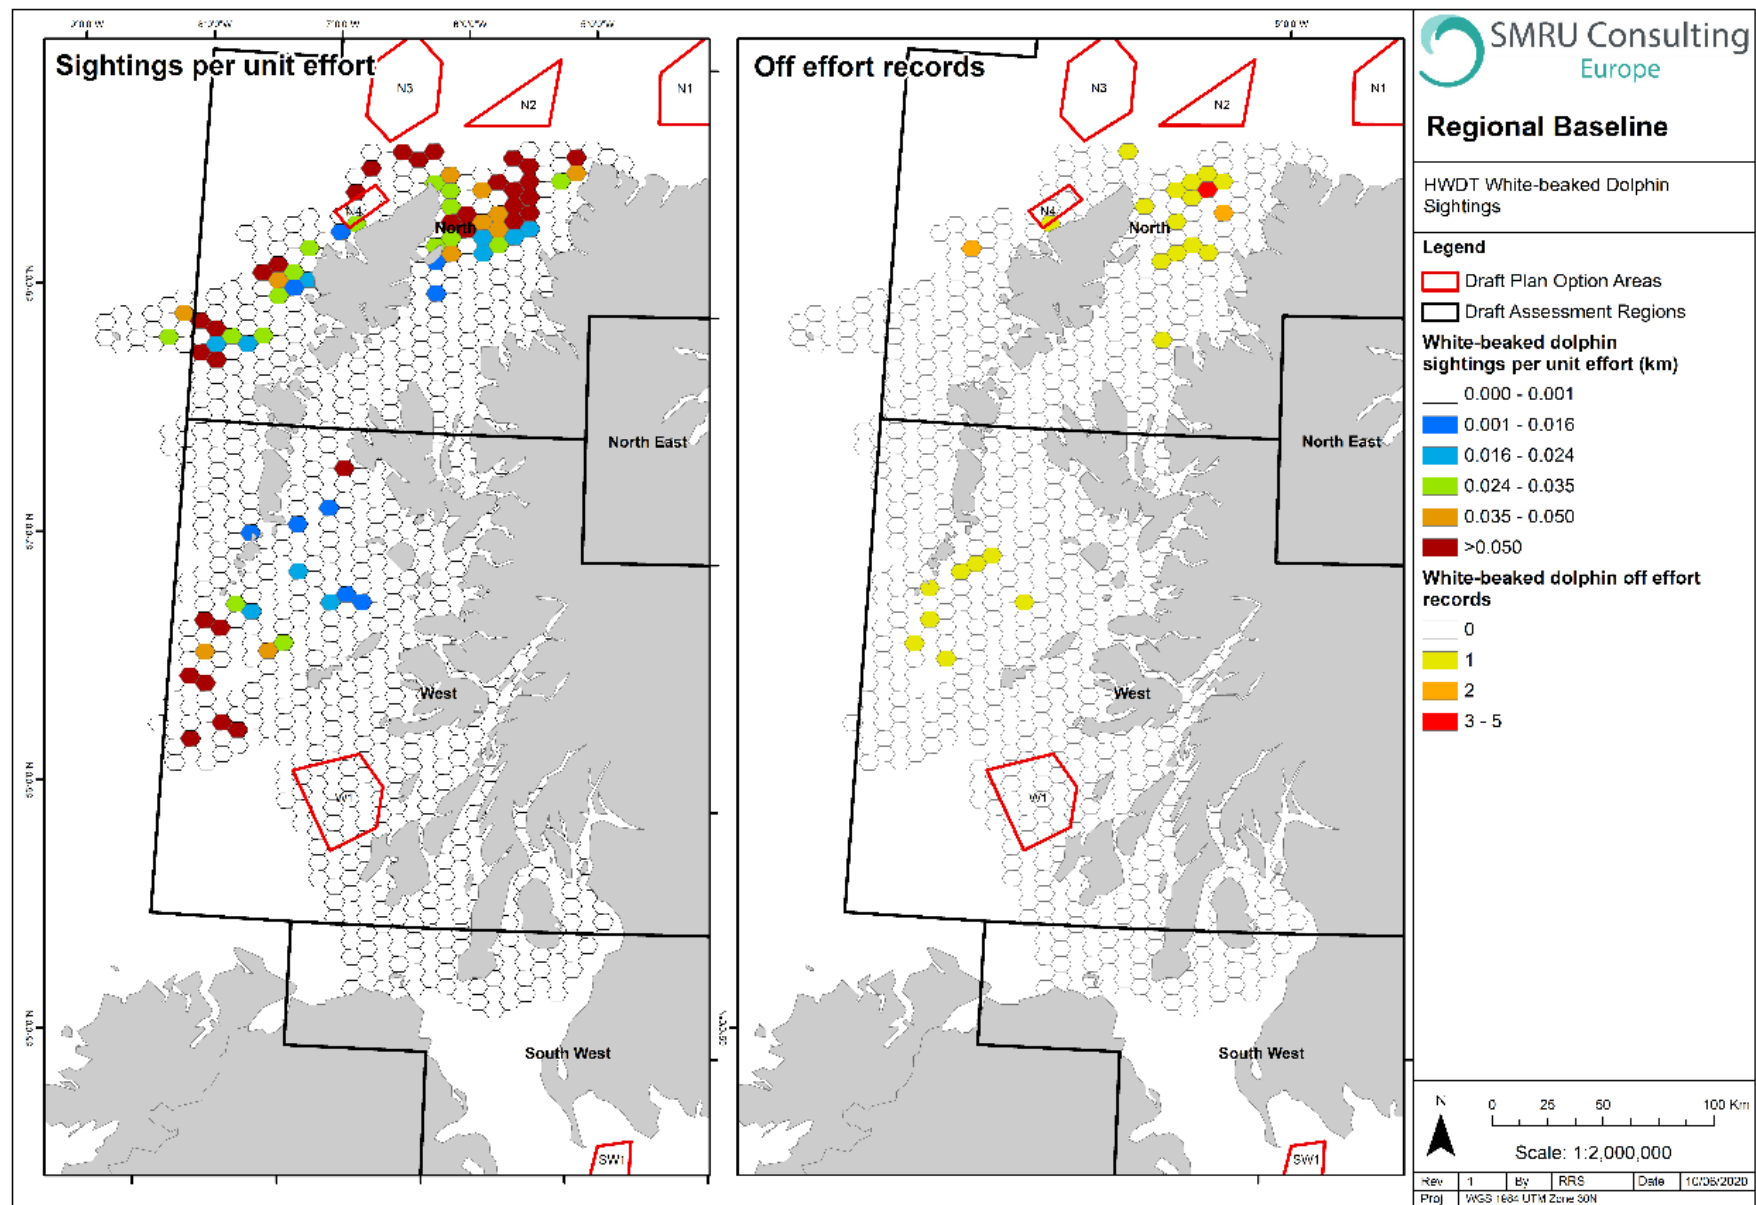 Sightings per unit effort
N3
N2
N1
N4
North
North East
West
W1
South West
SW1
Off effort records
N3
N2
N1
N4
North
North East
West
W1
South West
SW1
SMRU Consulting
Europe
Regional Baseline
HWDT White-beaked Dolphin
Sightings
Legend
Draft Plan Option Areas
Draft Assessment Regions
White-beaked dolphin
sightings per unit effort (km)
0.000 - 0.001
0.001 - 0.016
0.016 - 0.024
0.024 - 0.035
0.035 - 0.050
>0.050
White-beaked dolphin off effort
records
0
1
2
3 - 5
N
0 25 50 100 Km
Scale: 1:2,000,000
Rev 1 By RRS Date 10/06/2020
Proj WGS 1984 UTM Zone 30N